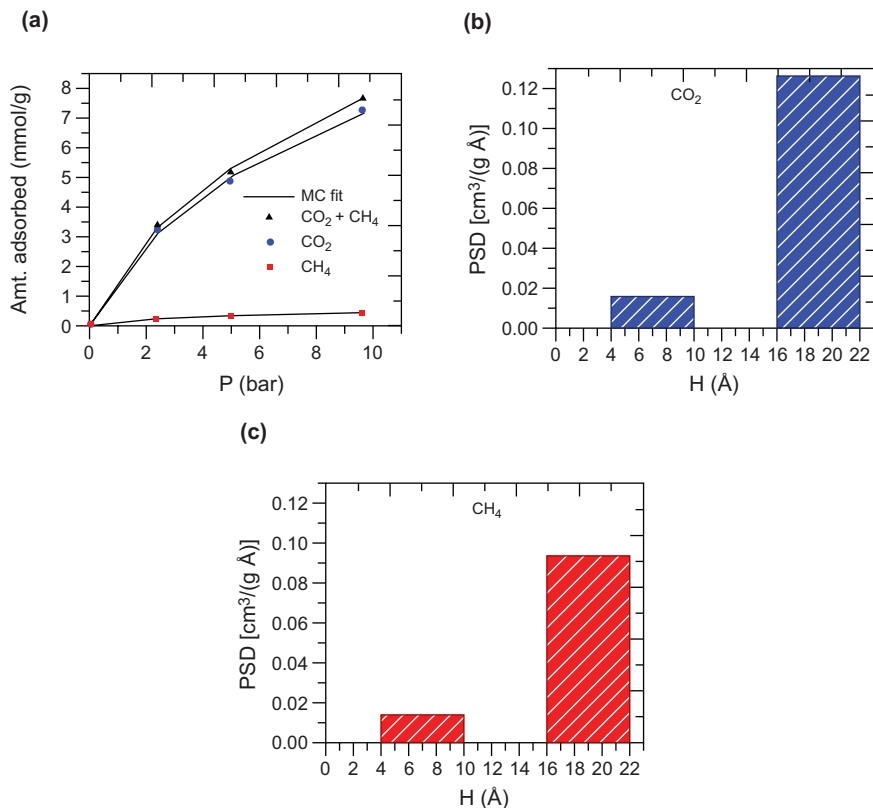 (a)
Amt. adsorbed (mmol/g)
8
7
6
5
4
3
2
1
0
MC fit
CO₂ + CH₄
CO₂
CH₄
0 2 4 6 8 10
P (bar)
(b)
PSD [cm³/(g Å)]
0.12
0.10
0.08
0.06
0.04
0.02
0.00
CO₂
0 2 4 6 8 10 12 14 16 18 20 22
H (Å)
(c)
PSD [cm³/(g Å)]
0.12
0.10
0.08
0.06
0.04
0.02
0.00
CH₄
0 2 4 6 8 10 12 14 16 18 20 22
H (Å)